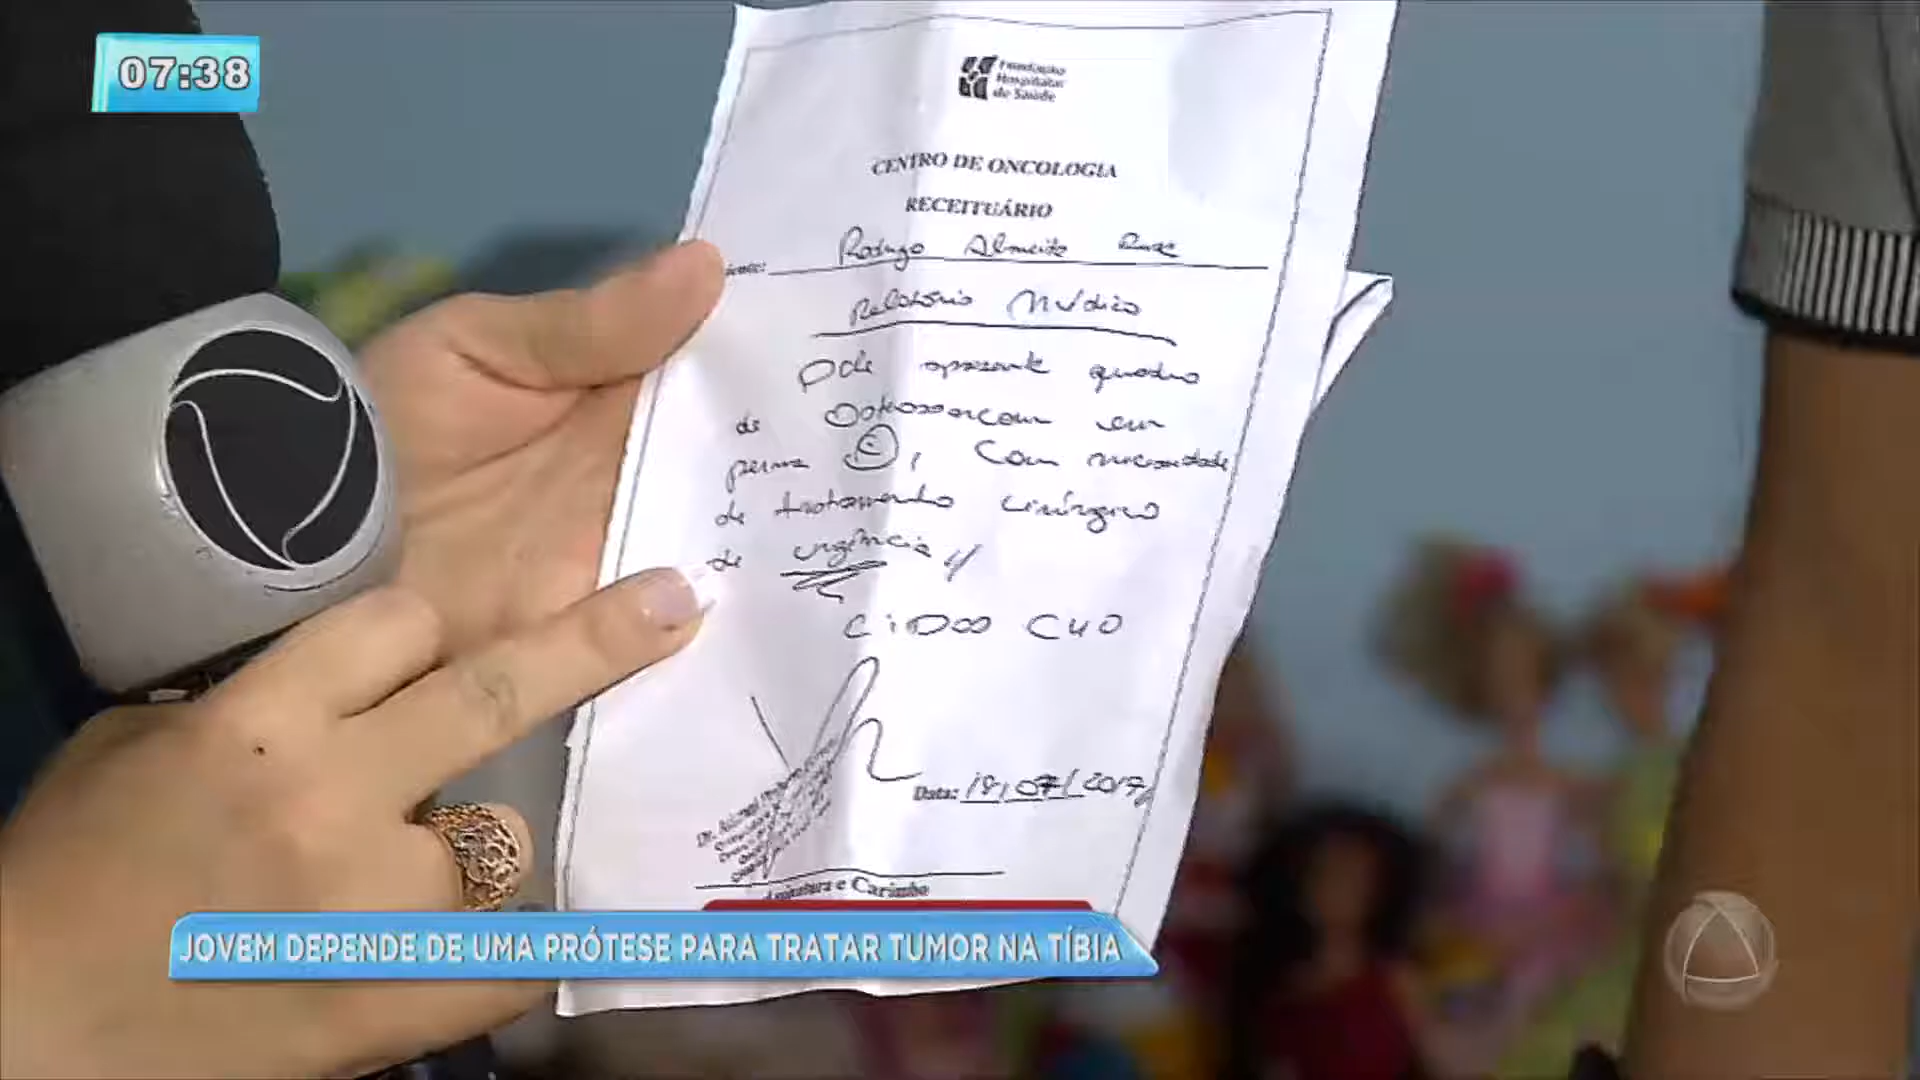 07:38
Fundação
Hospitalar
de Saúde
CENTRO DE ONCOLOGIA
RECEITUÁRIO
Rodrigo Almeida
Relatório Médico
apresenta quadro
de Osteossarcoma em
perna E, com necessidade
de tratamento cirúrgico
de urgência //
CiD C40
Data: 18/07/2017
Assinatura e Carimbo
JOVEM DEPENDE DE UMA PRÓTESE PARA TRATAR TUMOR NA TÍBIA